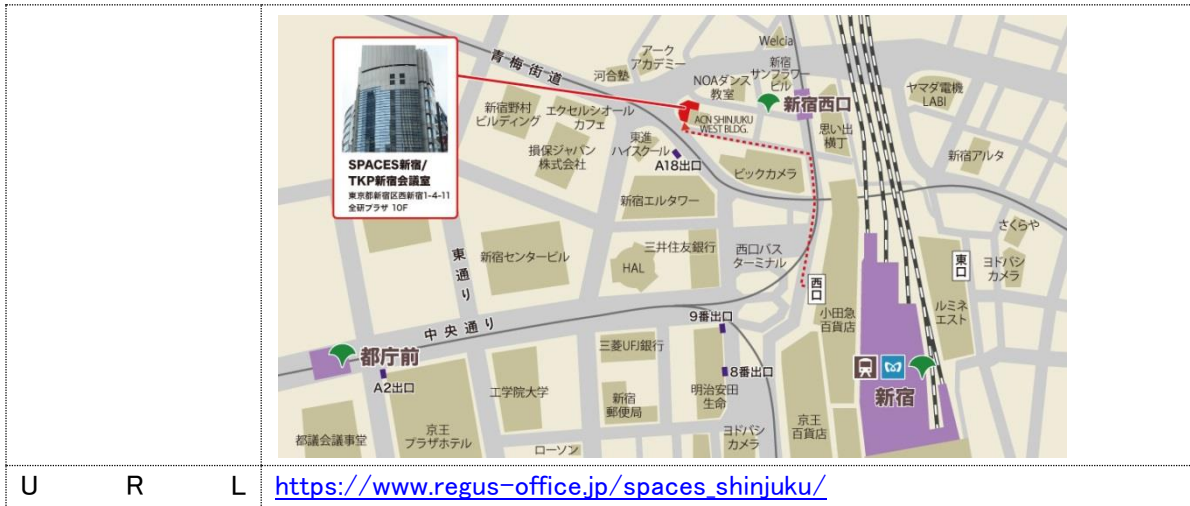 Welcia
アーク
アカデミー
青梅街道
河合塾
NOAダンス
教室
新宿
サンフラワー
ビル
新宿西口
ヤマダ電機
LABI
新宿野村
ビルディング
エクセルシオール
カフェ
ACN SHINJUKU
WEST BLDG.
思い出
横丁
東進
ハイスクール
損保ジャパン
株式会社
A18出口
ビックカメラ
新宿アルタ
SPACES新宿/
TKP新宿会議室
東京都新宿区西新宿1-4-11
全研プラザ 10F
新宿エルタワー
さくらや
東通り
新宿センタービル
三井住友銀行
HAL
西口バス
ターミナル
西口
東口
ヨドバシ
カメラ
小田急
百貨店
ルミネ
エスト
9番出口
中央通り
都庁前
三菱UFJ銀行
8番出口
A2出口
工学院大学
新宿
郵便局
明治安田
生命
新宿
京王
百貨店
都議会議事堂
京王
プラザホテル
ローソン
ヨドバシ
カメラ
U R L
https://www.regus-office.jp/spaces_shinjuku/